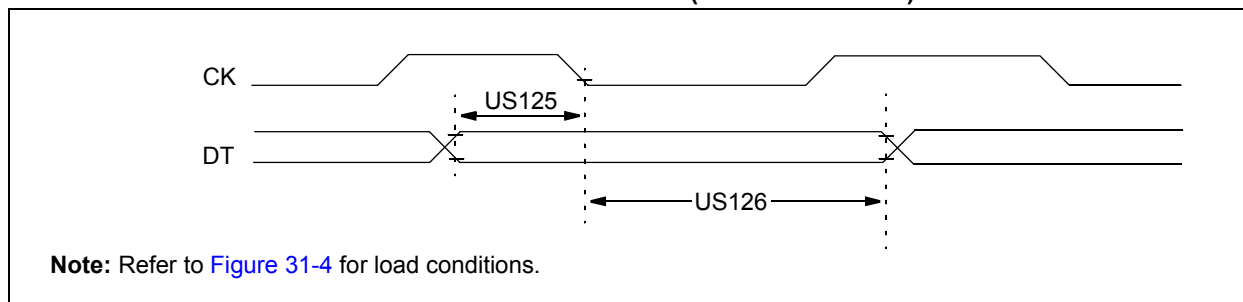 CK
US125
DT
US126
Note: Refer to Figure 31-4 for load conditions.